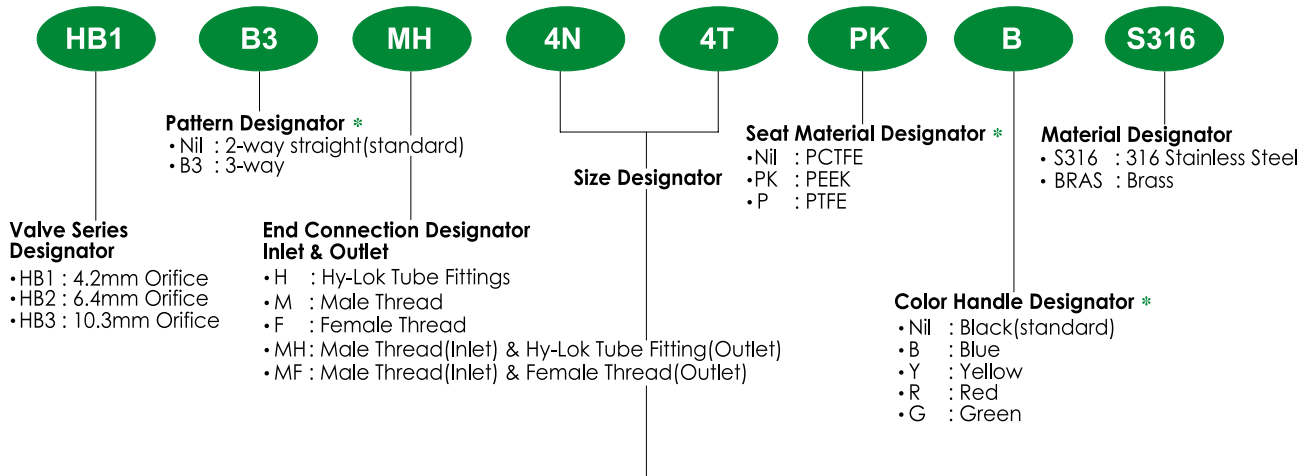 HB1 B3 MH 4N 4T PK B S316
Pattern Designator *
• Nil : 2-way straight(standard)
• B3 : 3-way
Size Designator
Seat Material Designator *
• Nil : PCTFE
• PK : PEEK
• P : PTFE
Material Designator
• S316 : 316 Stainless Steel
• BRAS : Brass
Valve Series
Designator
• HB1 : 4.2mm Orifice
• HB2 : 6.4mm Orifice
• HB3 : 10.3mm Orifice
End Connection Designator
Inlet & Outlet
• H : Hy-Lok Tube Fittings
• M : Male Thread
• F : Female Thread
• MH : Male Thread(Inlet) & Hy-Lok Tube Fitting(Outlet)
• MF : Male Thread(Inlet) & Female Thread(Outlet)
Color Handle Designator *
• Nil : Black(standard)
• B : Blue
• Y : Yellow
• R : Red
• G : Green